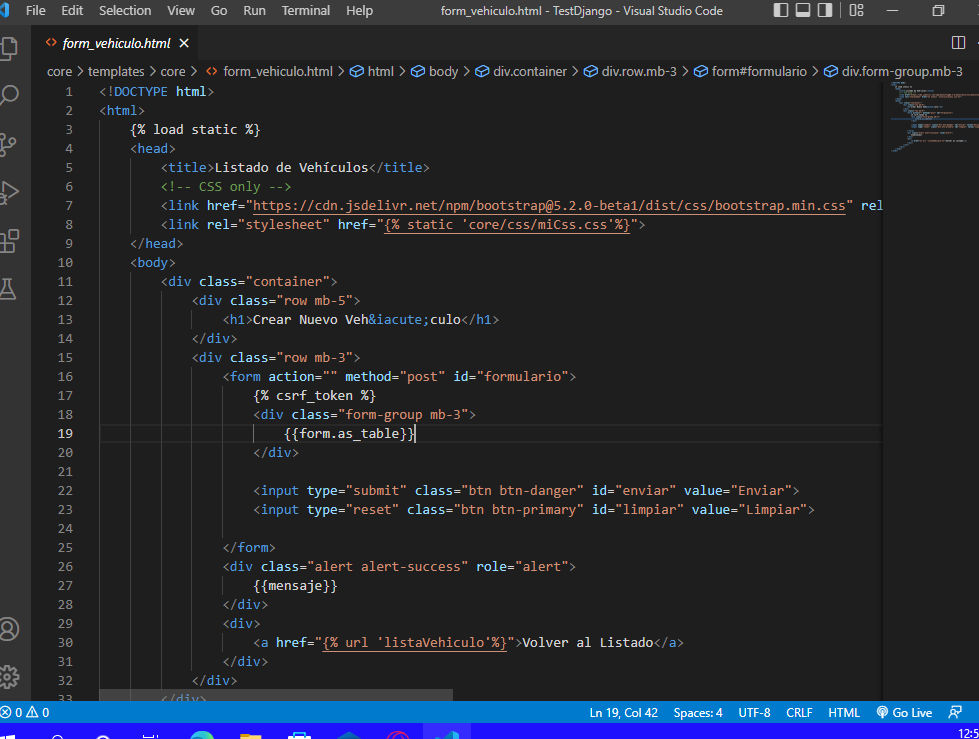 File Edit Selection View Go Run Terminal Help form_vehiculo.html - TestDjango - Visual Studio Code
<> form_vehiculo.html ×
core > templates > core > <> form_vehiculo.html > html > body > div.container > div.row.mb-3 > form#formulario > div.form-group.mb-3
1 <!DOCTYPE html>
2 <html>
3 {% load static %}
4 <head>
5 <title>Listado de Vehículos</title>
6 <!-- CSS only -->
7 <link href="https://cdn.jsdelivr.net/npm/bootstrap@5.2.0-beta1/dist/css/bootstrap.min.css" rel
8 <link rel="stylesheet" href="{% static 'core/css/miCss.css'%}">
9 </head>
10 <body>
11 <div class="container">
12 <div class="row mb-5">
13 <h1>Crear Nuevo Veh&iacute;culo</h1>
14 </div>
15 <div class="row mb-3">
16 <form action="" method="post" id="formulario">
17 {% csrf_token %}
18 <div class="form-group mb-3">
19 {{form.as_table}}
20 </div>
21
22 <input type="submit" class="btn btn-danger" id="enviar" value="Enviar">
23 <input type="reset" class="btn btn-primary" id="limpiar" value="Limpiar">
24
25 </form>
26 <div class="alert alert-success" role="alert">
27 {{mensaje}}
28 </div>
29 <div>
30 <a href="{% url 'listaVehiculo'%}">Volver al Listado</a>
31 </div>
32 </div>
33 </div>
0 0 Ln 19, Col 42 Spaces: 4 UTF-8 CRLF HTML Go Live
12:5